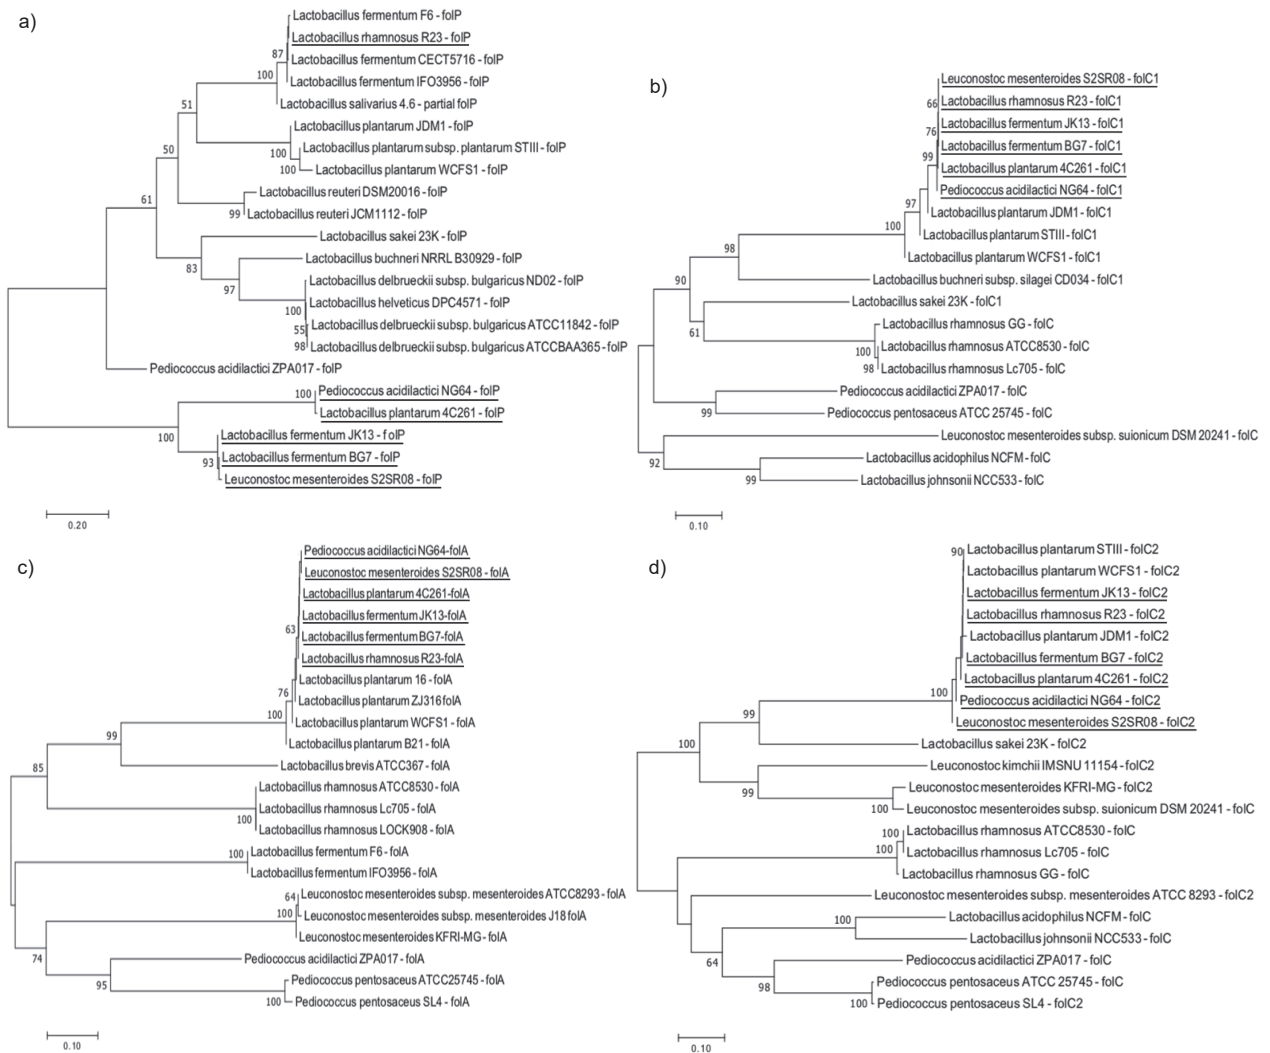 a)
Lactobacillus fermentum F6 - folP
Lactobacillus rhamnosus R23 - folP
87
Lactobacillus fermentum CECT5716 - folP
100
Lactobacillus fermentum IFO3956 - folP
Lactobacillus salivarius 4.6 - partial folP
51
Lactobacillus plantarum JDM1 - folP
Lactobacillus plantarum subsp. plantarum STIII - folP
100
Lactobacillus plantarum WCFS1 - folP
100
50
Lactobacillus reuteri DSM20016 - folP
Lactobacillus reuteri JCM1112 - folP
99
61
Lactobacillus sakei 23K - folP
Lactobacillus buchneri NRRL B30929 - folP
83
Lactobacillus delbrueckii subsp. bulgaricus ND02 - folP
97
Lactobacillus helveticus DPC4571 - folP
100
Lactobacillus delbrueckii subsp. bulgaricus ATCC11842 - folP
55
Lactobacillus delbrueckii subsp. bulgaricus ATCCBAA365 - folP
98
Pediococcus acidilactici ZPA017 - folP
Pediococcus acidilactici NG64 - folP
100
Lactobacillus plantarum 4C261 - folP
Lactobacillus fermentum JK13 - folP
100
Lactobacillus fermentum BG7 - folP
93
Leuconostoc mesenteroides S2SR08 - folP
0.20
b)
Leuconostoc mesenteroides S2SR08 - folC1
Lactobacillus rhamnosus R23 - folC1
66
Lactobacillus fermentum JK13 - folC1
76
Lactobacillus fermentum BG7 - folC1
99
Lactobacillus plantarum 4C261 - folC1
Pediococcus acidilactici NG64 - folC1
97
Lactobacillus plantarum JDM1 - folC1
100
Lactobacillus plantarum STIII - folC1
98
Lactobacillus plantarum WCFS1 - folC1
Lactobacillus buchneri subsp. silagei CD034 - folC1
90
Lactobacillus sakei 23K - folC1
Lactobacillus rhamnosus GG - folC
61
Lactobacillus rhamnosus ATCC8530 - folC
100
Lactobacillus rhamnosus Lc705 - folC
98
Pediococcus acidilactici ZPA017 - folC
Pediococcus pentosaceus ATCC 25745 - folC
99
Leuconostoc mesenteroides subsp. suionicum DSM 20241 - folC
Lactobacillus acidophilus NCFM - folC
92
Lactobacillus johnsonii NCC533 - folC
99
0.10
c)
Pediococcus acidilactici NG64-folA
Leuconostoc mesenteroides S2SR08 - folA
Lactobacillus plantarum 4C261-folA
Lactobacillus fermentum JK13-folA
63
Lactobacillus fermentum BG7-folA
Lactobacillus rhamnosus R23-folA
Lactobacillus plantarum 16 - folA
76
Lactobacillus plantarum ZJ316 folA
100
Lactobacillus plantarum WCFS1 - folA
99
Lactobacillus plantarum B21 - folA
Lactobacillus brevis ATCC367 - folA
85
Lactobacillus rhamnosus ATCC8530 - folA
Lactobacillus rhamnosus Lc705 - folA
100
Lactobacillus rhamnosus LOCK908 - folA
Lactobacillus fermentum F6 - folA
100
Lactobacillus fermentum IFO3956 - folA
Leuconostoc mesenteroides subsp. mesenteroides ATCC8293 - folA
64
Leuconostoc mesenteroides subsp. mesenteroides J18 folA
100
Leuconostoc mesenteroides KFRI-MG - folA
74
Pediococcus acidilactici ZPA017 - folA
Pediococcus pentosaceus ATCC25745 - folA
95
Pediococcus pentosaceus SL4 - folA
100
0.10
d)
Lactobacillus plantarum STIII - folC2
90
Lactobacillus plantarum WCFS1 - folC2
Lactobacillus fermentum JK13 - folC2
Lactobacillus rhamnosus R23 - folC2
Lactobacillus plantarum JDM1 - folC2
Lactobacillus fermentum BG7 - folC2
Lactobacillus plantarum 4C261 - folC2
100
Pediococcus acidilactici NG64 - folC2
99
Leuconostoc mesenteroides S2SR08 - folC2
100
Lactobacillus sakei 23K - folC2
Leuconostoc kimchii IMSNU 11154 - folC2
99
Leuconostoc mesenteroides KFRI-MG - folC2
100
Leuconostoc mesenteroides subsp. suionicum DSM 20241 - folC
100
Lactobacillus rhamnosus ATCC8530 - folC
100
Lactobacillus rhamnosus Lc705 - folC
Lactobacillus rhamnosus GG - folC
Leuconostoc mesenteroides subsp. mesenteroides ATCC 8293 - folC2
100
Lactobacillus acidophilus NCFM - folC
Lactobacillus johnsonii NCC533 - folC
64
Pediococcus acidilactici ZPA017 - folC
98
Pediococcus pentosaceus ATCC 25745 - folC
100
Pediococcus pentosaceus SL4 - folC2
0.10